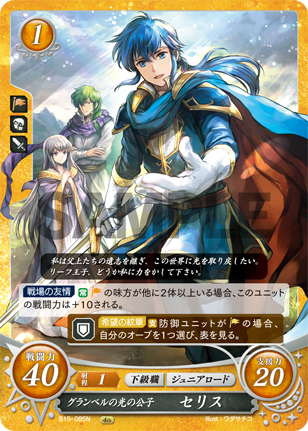 1
SAMPLE
私は父上たちの遺志を継ぎ、この世界に光を取り戻したい。
リーフ王子、どうか私に力をかして下さい。
戦場の友情 常 の味方が他に2体以上いる場合、このユニット
の戦闘力は+10される。
希望の紋章 支 防御ユニットが の場合、
自分のオーブを1つ選び、表を見る。
戦闘力
40
射程 1 下級職 ジュニアロード
支援力
20
グランベルの光の公子 セリス
B15-085N
Illust：ワダサチコ